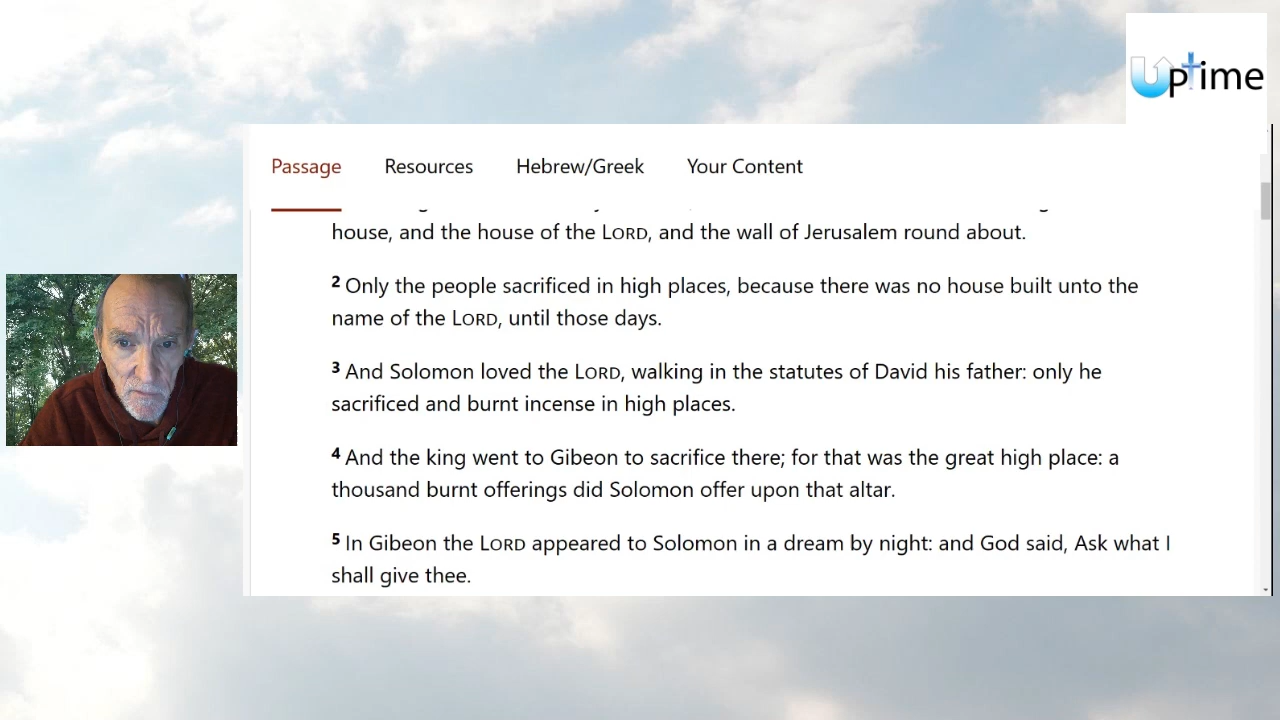 Uptime
Passage Resources Hebrew/Greek Your Content
house, and the house of the LORD, and the wall of Jerusalem round about.
2 Only the people sacrificed in high places, because there was no house built unto the
name of the LORD, until those days.
3 And Solomon loved the LORD, walking in the statutes of David his father: only he
sacrificed and burnt incense in high places.
4 And the king went to Gibeon to sacrifice there; for that was the great high place: a
thousand burnt offerings did Solomon offer upon that altar.
5 In Gibeon the LORD appeared to Solomon in a dream by night: and God said, Ask what I
shall give thee.